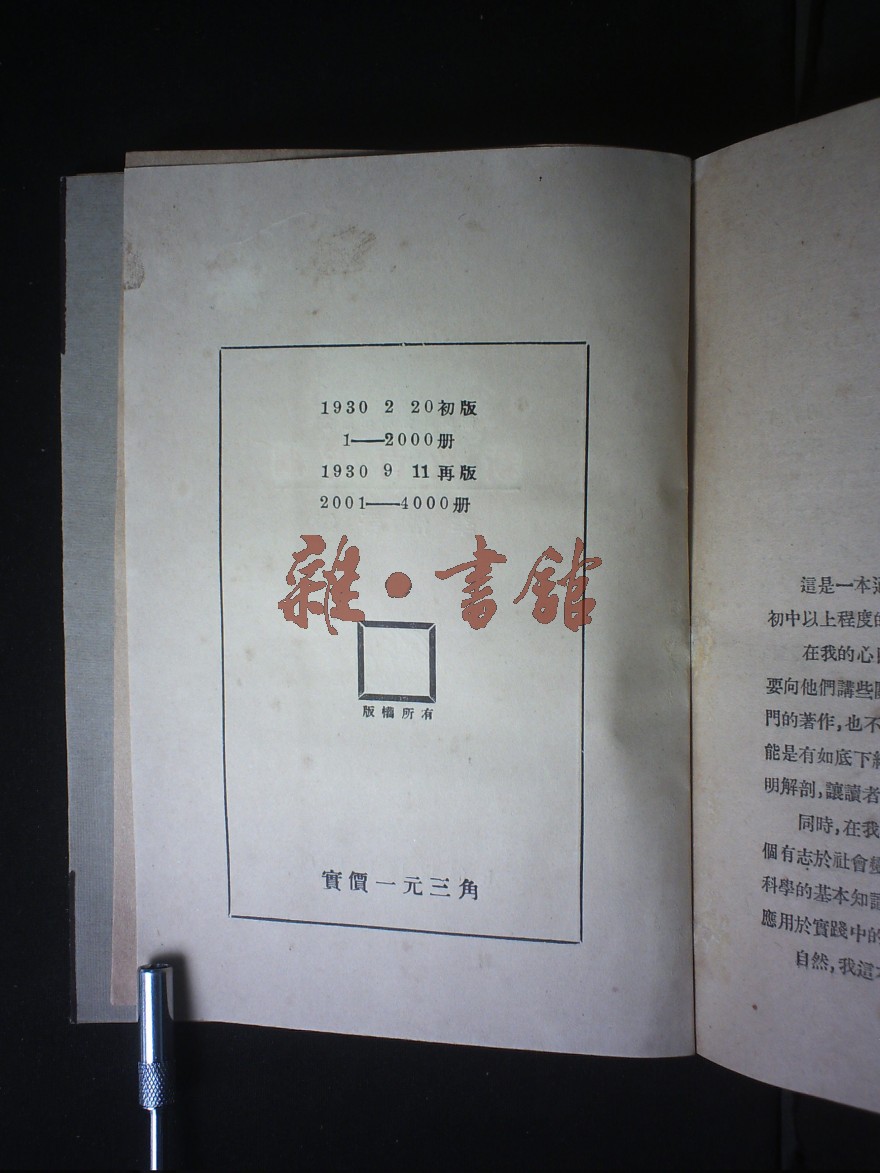 1930 2 20初版
1——2000册
1930 9 11再版
2001——4000册
雜·書館
版權所有
實價一元三角
這是一本
初中以上程度的
在我的心
要向他們講些
門的著作,也不
能是有如底下
明解剖,讓讀者
同時,在我
個有志於社會
科學的基本知
應用於實踐中的
自然,我這